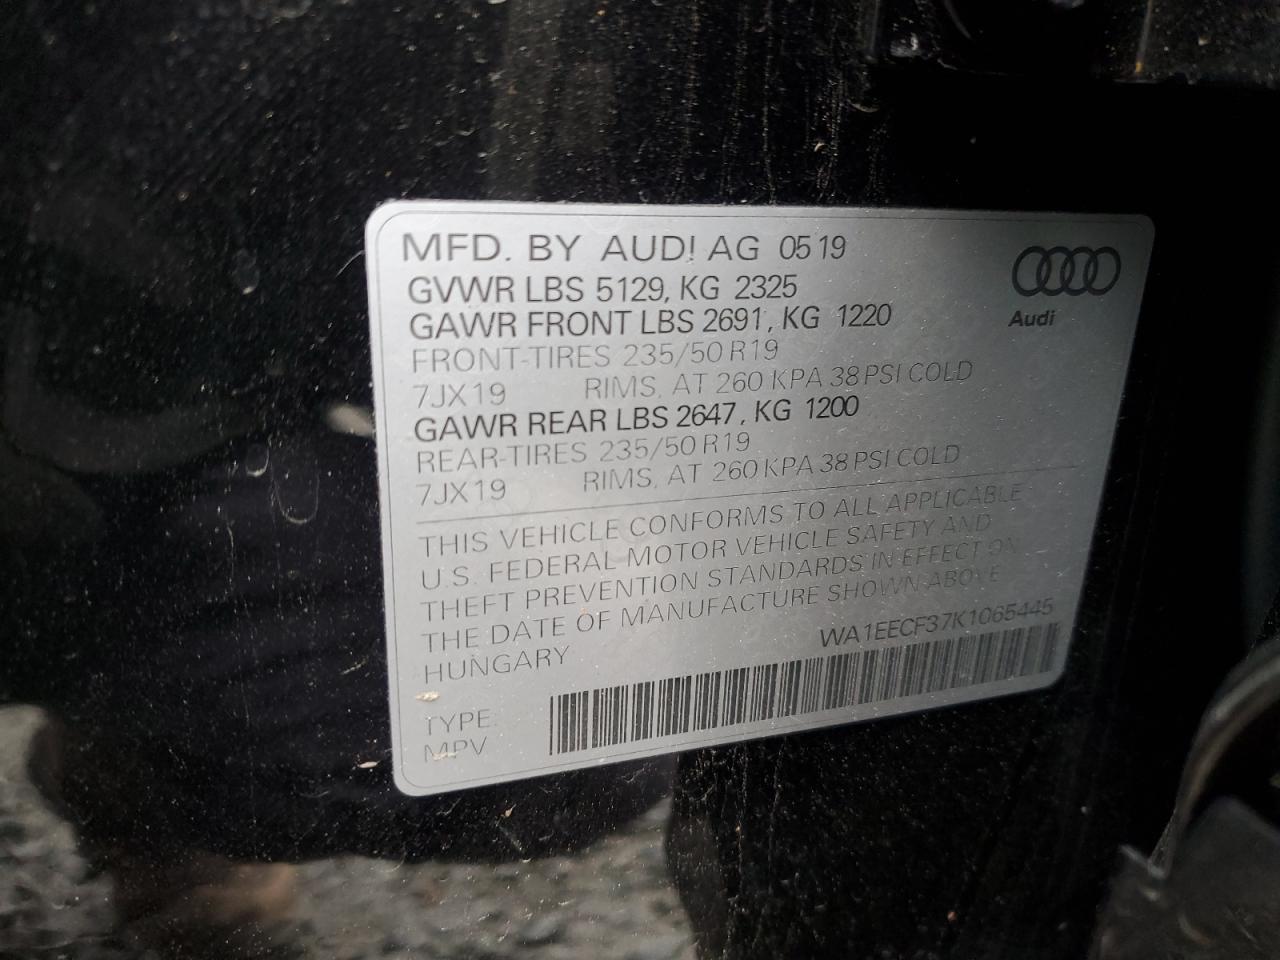 MFD. BY AUDI AG 05 19
GVWR LBS 5129, KG 2325
GAWR FRONT LBS 2691, KG 1220
FRONT-TIRES 235/50 R19
7JX19 RIMS, AT 260 KPA 38 PSI COLD
GAWR REAR LBS 2647, KG 1200
REAR-TIRES 235/50 R19
7JX19 RIMS, AT 260 KPA 38 PSI COLD
Audi
THIS VEHICLE CONFORMS TO ALL APPLICABLE
U.S. FEDERAL MOTOR VEHICLE SAFETY AND
THEFT PREVENTION STANDARDS IN EFFECT ON
THE DATE OF MANUFACTURE SHOWN ABOVE
HUNGARY
WA1EECF37K1065445
TYPE:
MPV